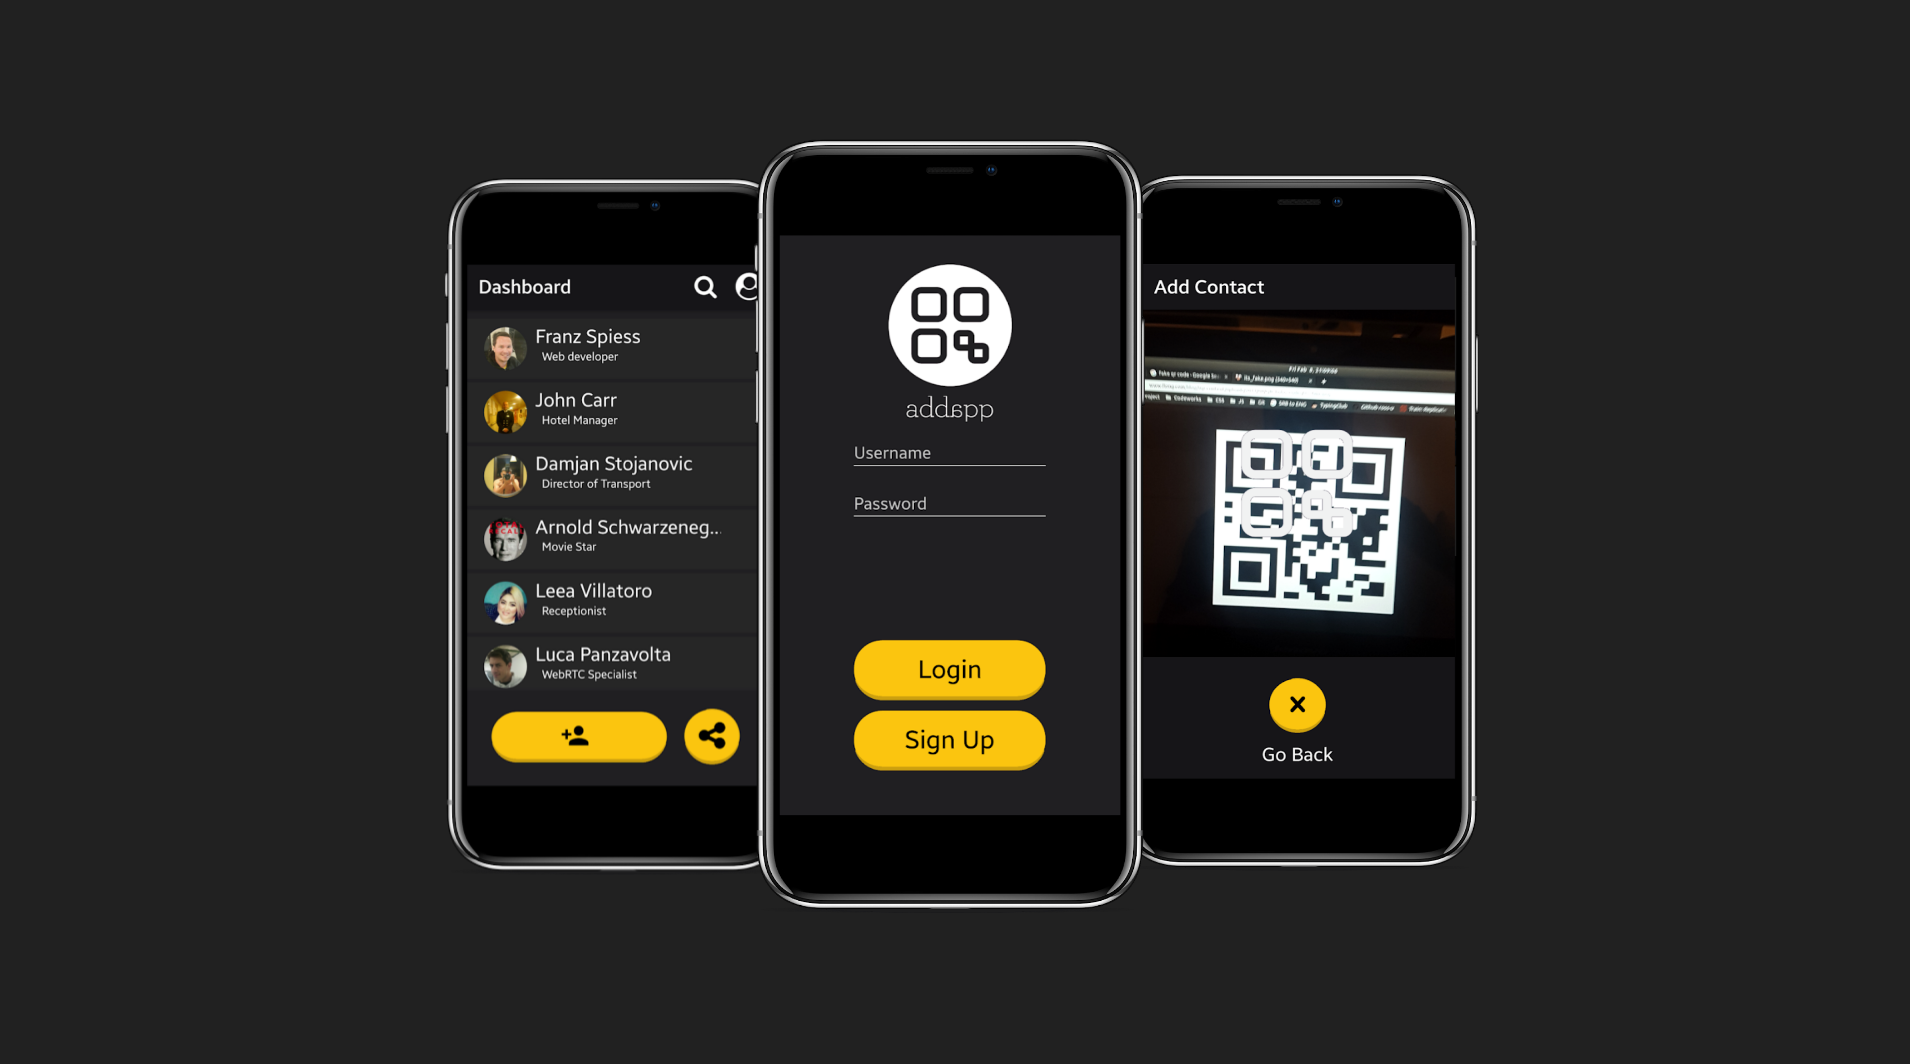 Dashboard
Franz Spiess
Web developer
John Carr
Hotel Manager
Damjan Stojanovic
Director of Transport
Arnold Schwarzeneg...
Movie Star
Leea Villatoro
Receptionist
Luca Panzavolta
WebRTC Specialist
addapp
Username
Password
Login
Sign Up
Add Contact
Go Back